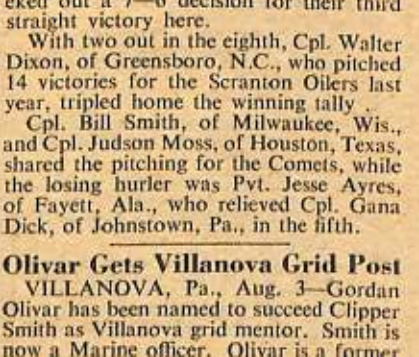 eked out a 7—6 decision for their third
straight victory here.
With two out in the eighth, Cpl. Walter
Dixon, of Greensboro, N.C., who pitched
14 victories for the Scranton Oilers last
year, tripled home the winning tally .
Cpl. Bill Smith, of Milwaukee, Wis.,
and Cpl. Judson Moss, of Houston, Texas,
shared the pitching for the Comets, while
the losing hurler was Pvt. Jesse Ayres,
of Fayett, Ala., who relieved Cpl. Gana
Dick, of Johnstown, Pa., in the fifth.
Olivar Gets Villanova Grid Post
VILLANOVA, Pa., Aug. 3—Gordan
Olivar has been named to succeed Clipper
Smith as Villanova grid mentor. Smith is
now a Marine officer. Olivar is a former